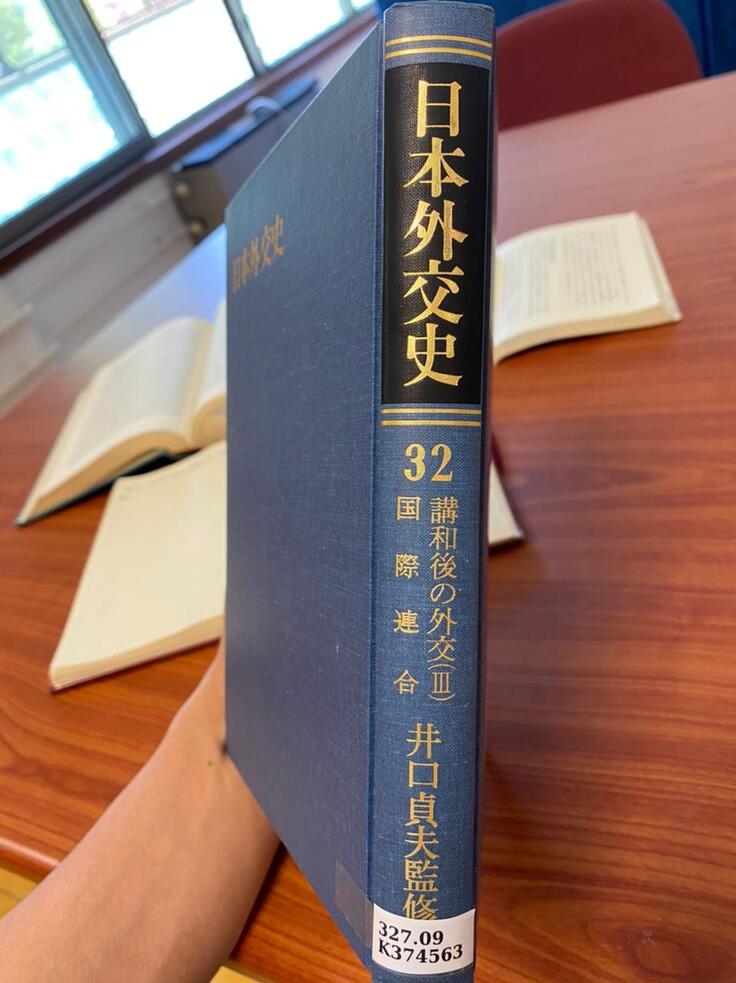 日本外交史
32
講和後の外交(Ⅲ)
国際連合
井口貞夫監修
327.09
K374563
日本外交史